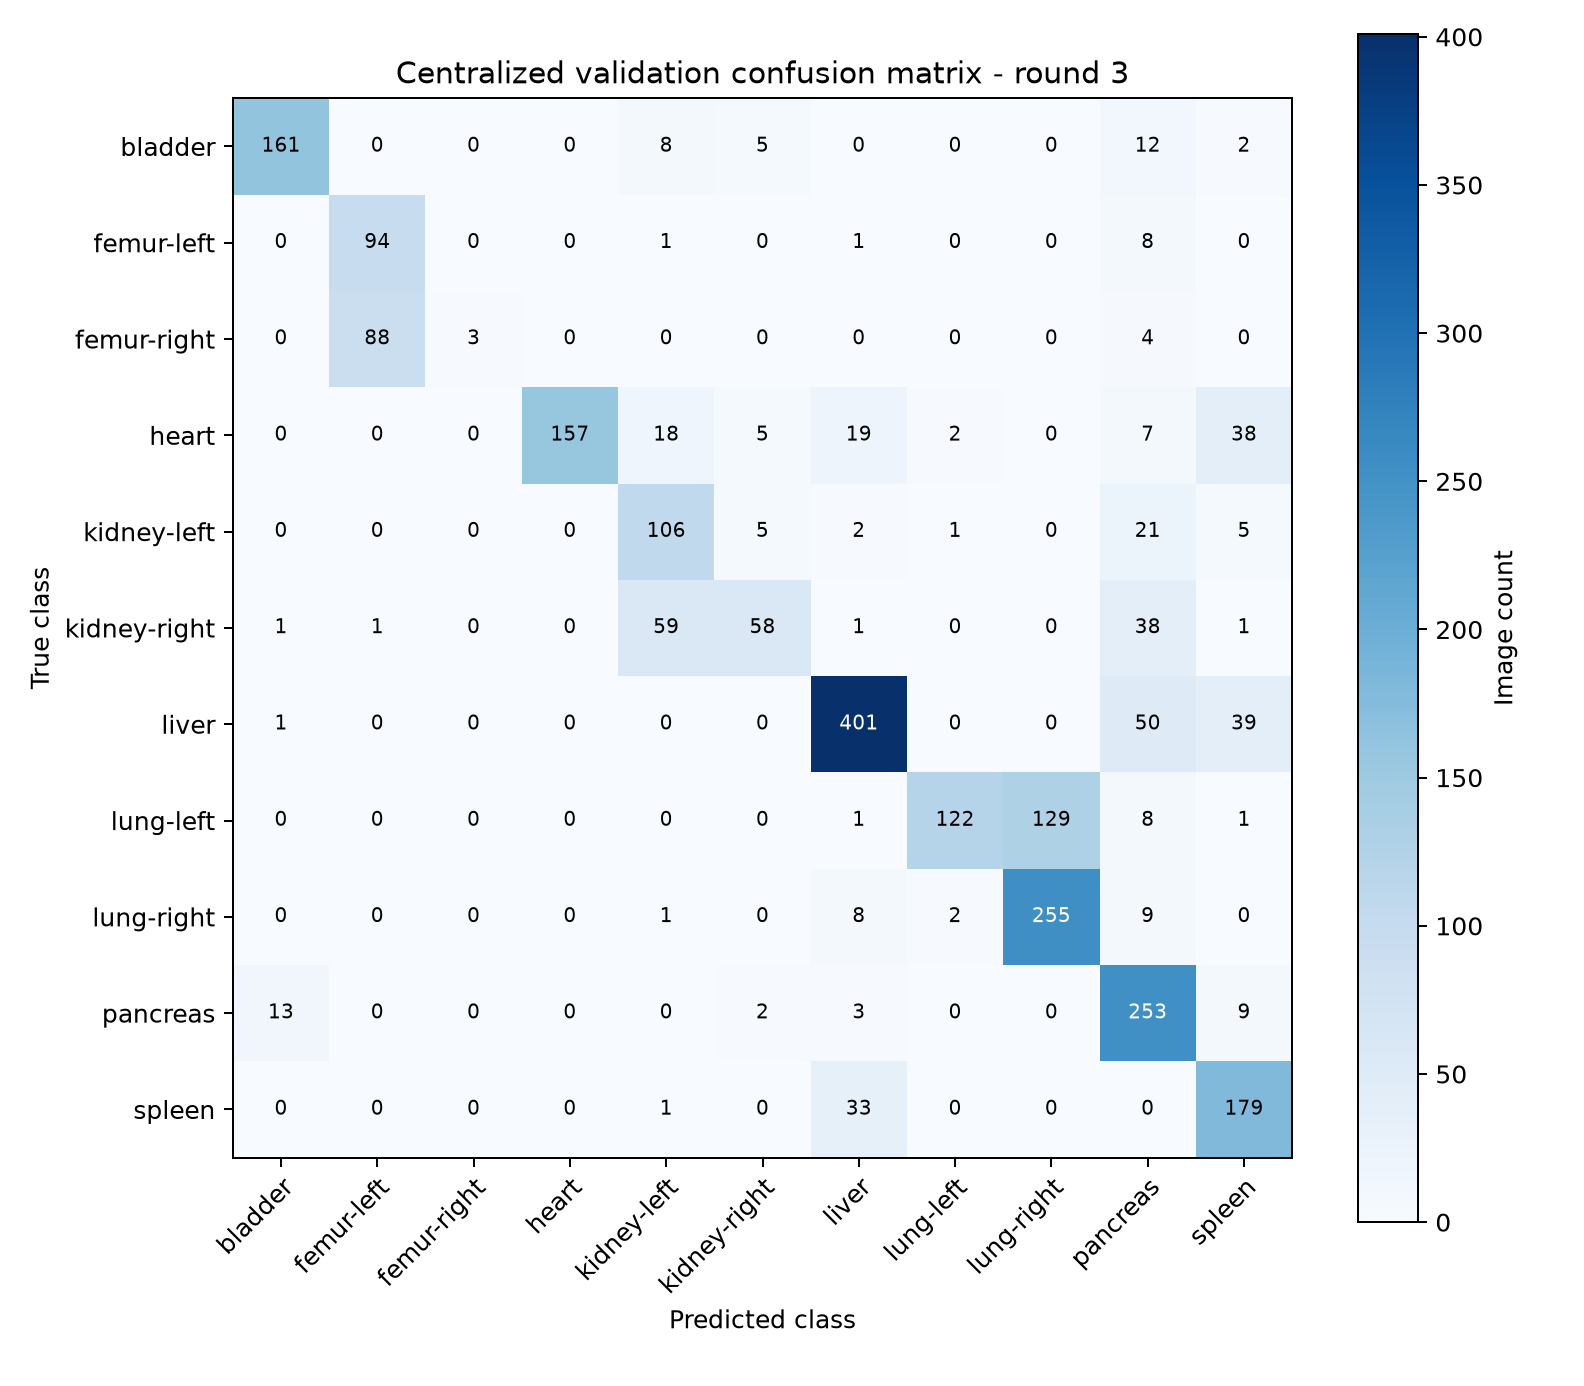 Centralized validation confusion matrix - round 3
True class
bladder 161 0 0 0 8 5 0 0 0 12 2
femur-left 0 94 0 0 1 0 1 0 0 8 0
femur-right 0 88 3 0 0 0 0 0 0 4 0
heart 0 0 0 157 18 5 19 2 0 7 38
kidney-left 0 0 0 0 106 5 2 1 0 21 5
kidney-right 1 1 0 0 59 58 1 0 0 38 1
liver 1 0 0 0 0 0 401 0 0 50 39
lung-left 0 0 0 0 0 0 1 122 129 8 1
lung-right 0 0 0 0 1 0 8 2 255 9 0
pancreas 13 0 0 0 0 2 3 0 0 253 9
spleen 0 0 0 0 1 0 33 0 0 0 179
bladder femur-left femur-right heart kidney-left kidney-right liver lung-left lung-right pancreas spleen
Predicted class
400
350
300
250
200
150
100
50
0
Image count